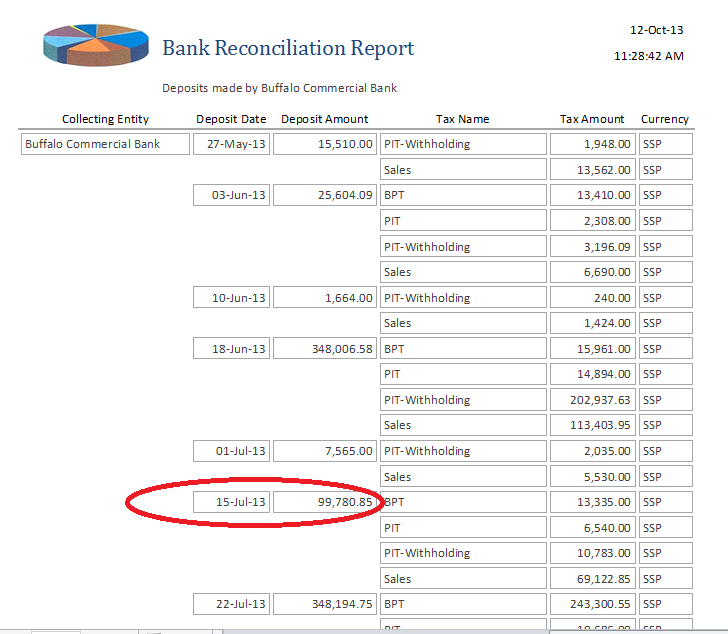 12-Oct-13
Bank Reconciliation Report
11:28:42 AM
Deposits made by Buffalo Commercial Bank
Collecting Entity Deposit Date Deposit Amount Tax Name Tax Amount Currency
Buffalo Commercial Bank 27-May-13 15,510.00 PIT-Withholding 1,948.00 SSP
Sales 13,562.00 SSP
03-Jun-13 25,604.09 BPT 13,410.00 SSP
PIT 2,308.00 SSP
PIT-Withholding 3,196.09 SSP
Sales 6,690.00 SSP
10-Jun-13 1,664.00 PIT-Withholding 240.00 SSP
Sales 1,424.00 SSP
18-Jun-13 348,006.58 BPT 15,961.00 SSP
PIT 14,894.00 SSP
PIT-Withholding 202,937.63 SSP
Sales 113,403.95 SSP
01-Jul-13 7,565.00 PIT-Withholding 2,035.00 SSP
Sales 5,530.00 SSP
15-Jul-13 99,780.85 BPT 13,335.00 SSP
PIT 6,540.00 SSP
PIT-Withholding 10,783.00 SSP
Sales 69,122.85 SSP
22-Jul-13 348,194.75 BPT 243,300.55 SSP